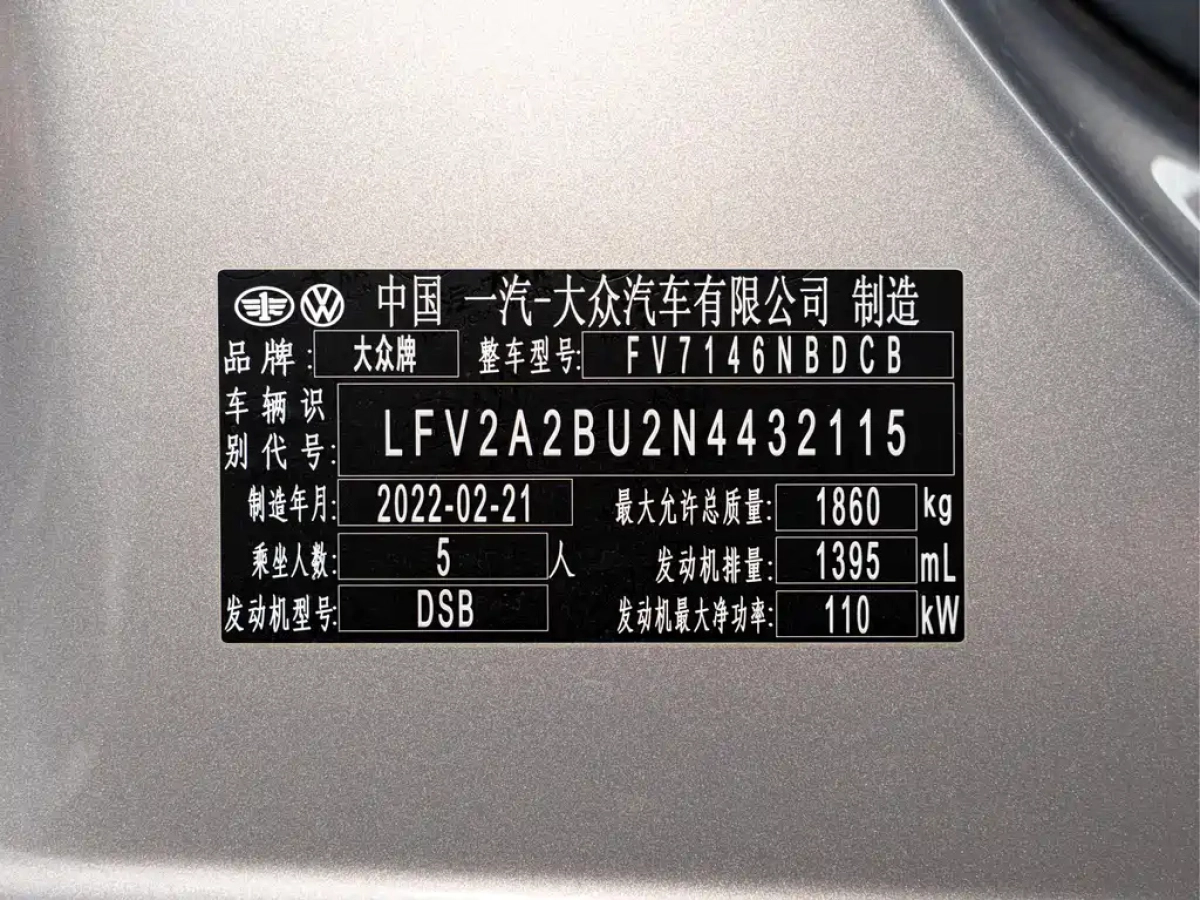 中国 一汽-大众汽车有限公司 制造
品牌: 大众牌 整车型号: FV7146NBDCB
车辆识别代号: LFV2A2BU2N4432115
制造年月: 2022-02-21 最大允许总质量: 1860 kg
乘坐人数: 5 人 发动机排量: 1395 mL
发动机型号: DSB 发动机最大净功率: 110 kW